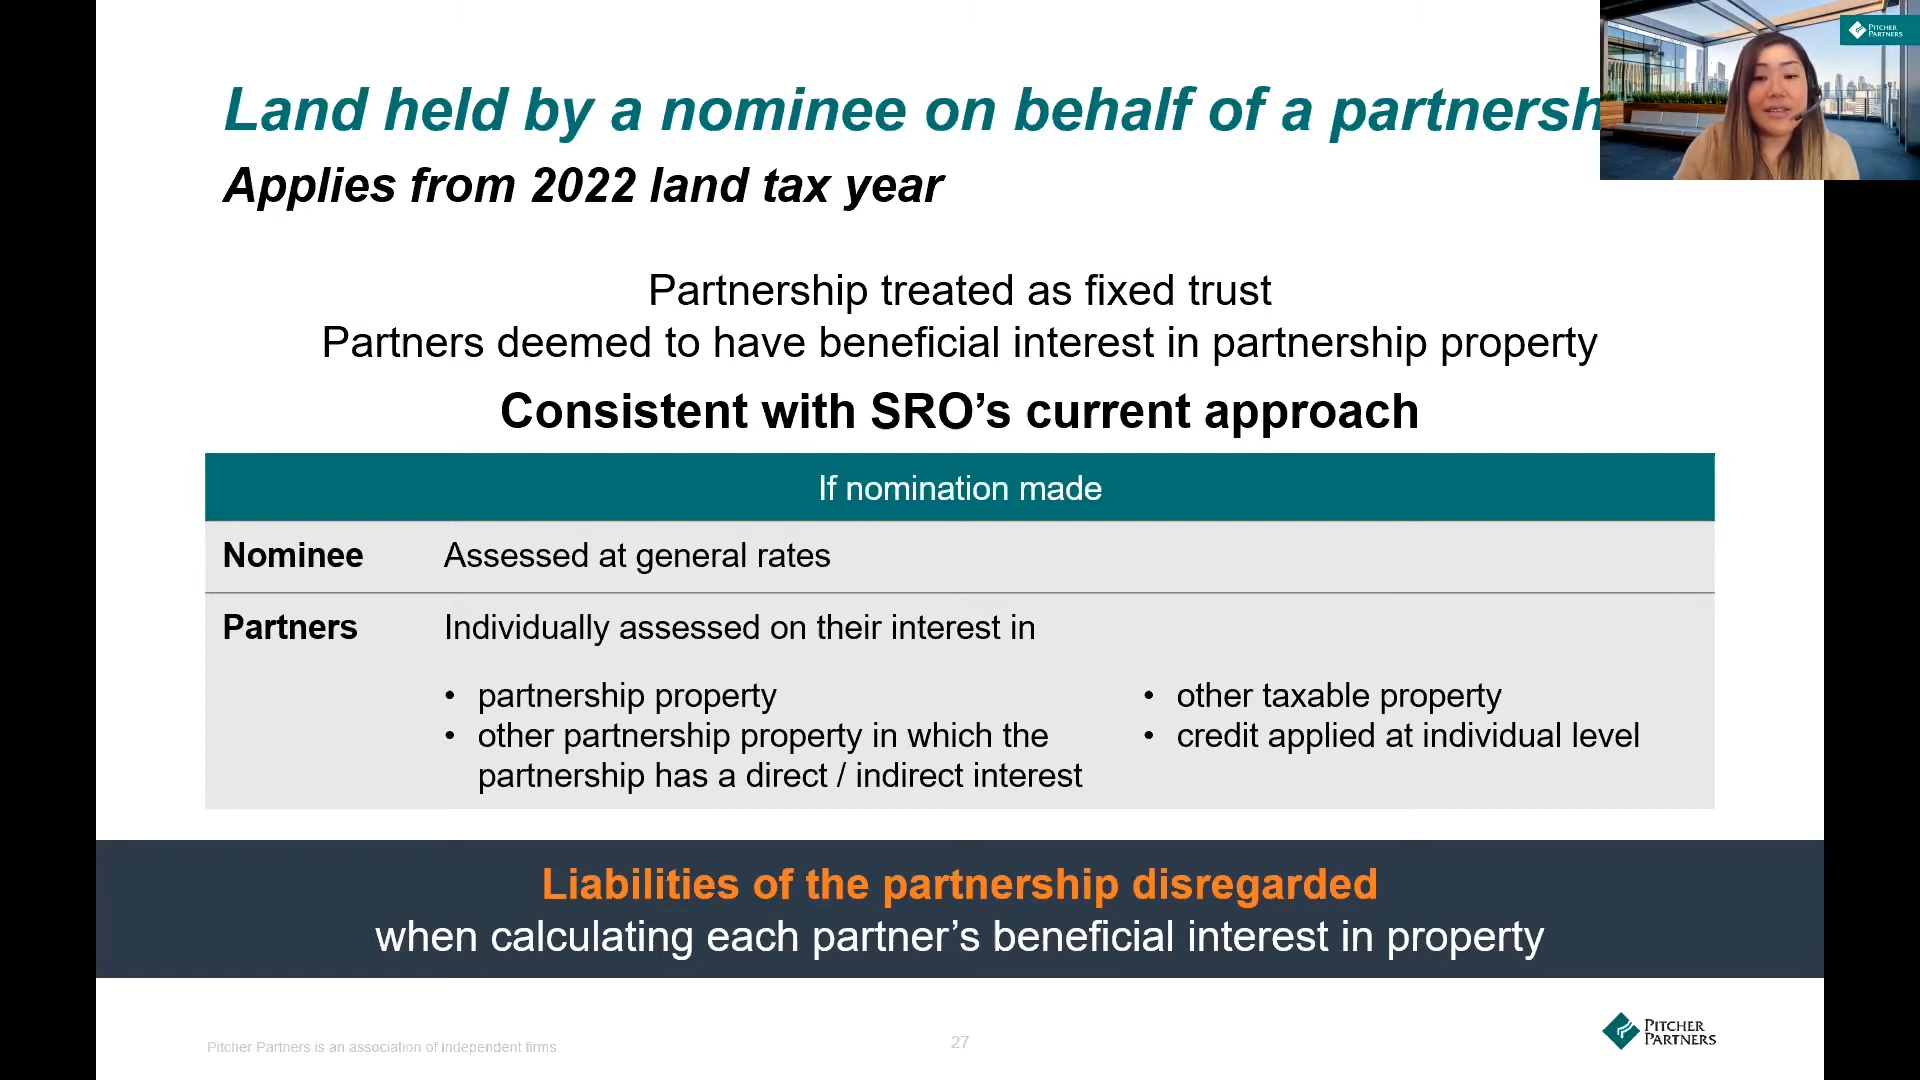 Land held by a nominee on behalf of a partnersh
Applies from 2022 land tax year
Partnership treated as fixed trust
Partners deemed to have beneficial interest in partnership property
Consistent with SRO’s current approach
If nomination made
Nominee Assessed at general rates
Partners Individually assessed on their interest in
• partnership property
• other partnership property in which the
partnership has a direct / indirect interest
• other taxable property
• credit applied at individual level
Liabilities of the partnership disregarded
when calculating each partner’s beneficial interest in property
Pitcher Partners is an association of independent firms
27
PITCHER
PARTNERS
PITCHER
PARTNERS